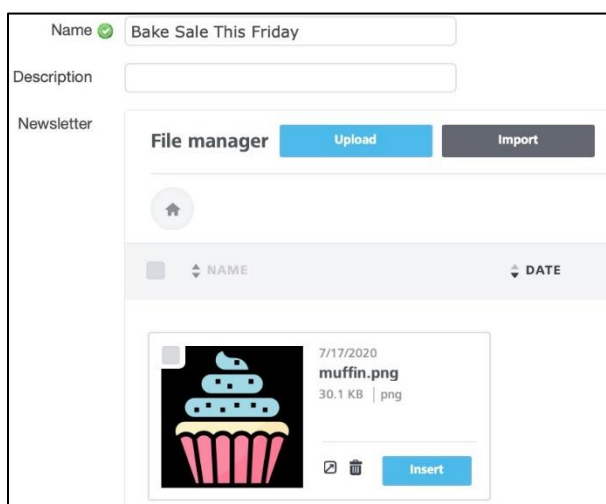 Name Bake Sale This Friday
Description
Newsletter
File manager Upload Import
NAME DATE
7/17/2020
muffin.png
30.1 KB | png
Insert